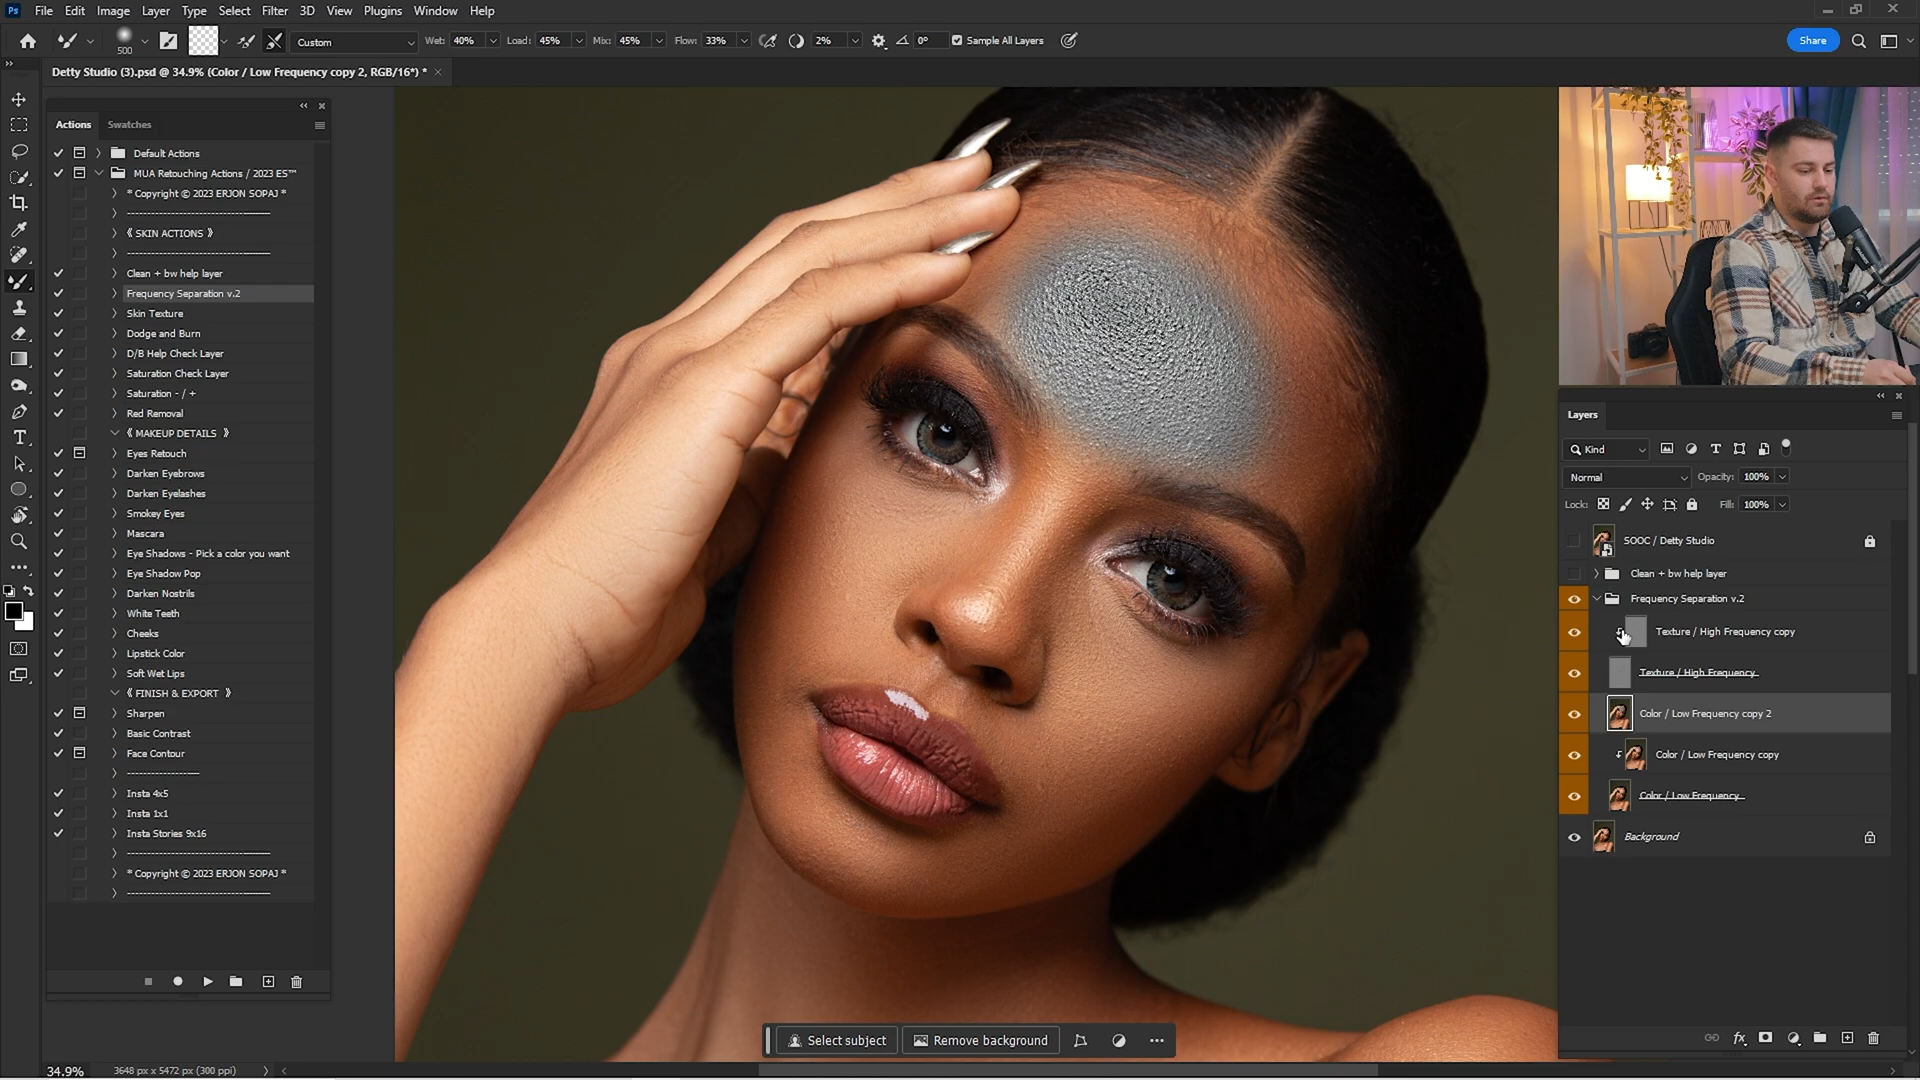 Ps File Edit Image Layer Type Select Filter 3D View Plugins Window Help
500 Custom Wet: 40% Load: 45% Mix: 45% Flow: 33% 2% 0° Sample All Layers Share
Detty Studio (3).psd @ 34.9% (Color / Low Frequency copy 2, RGB/16*) *
Actions Swatches
Default Actions
MUA Retouching Actions / 2023 ES™
* Copyright © 2023 ERJON SOPAJ *
------------------------------------
《 SKIN ACTIONS 》
------------------------------------
Clean + bw help layer
Frequency Separation v.2
Skin Texture
Dodge and Burn
D/B Help Check Layer
Saturation Check Layer
Saturation - / +
Red Removal
《 MAKEUP DETAILS 》
Eyes Retouch
Darken Eyebrows
Darken Eyelashes
Smokey Eyes
Mascara
Eye Shadows - Pick a color you want
Eye Shadow Pop
Darken Nostrils
White Teeth
Cheeks
Lipstick Color
Soft Wet Lips
《 FINISH & EXPORT 》
Sharpen
Basic Contrast
Face Contour
------------------
Insta 4x5
Insta 1x1
Insta Stories 9x16
------------------------------------
* Copyright © 2023 ERJON SOPAJ *
------------------------------------
Layers
Kind
Normal Opacity: 100%
Lock: Fill: 100%
SOOC / Detty Studio
Clean + bw help layer
Frequency Separation v.2
Texture / High Frequency copy
Texture / High Frequency
Color / Low Frequency copy 2
Color / Low Frequency copy
Color / Low Frequency
Background
Select subject Remove background
34.9% 3648 px x 5472 px (300 ppi)